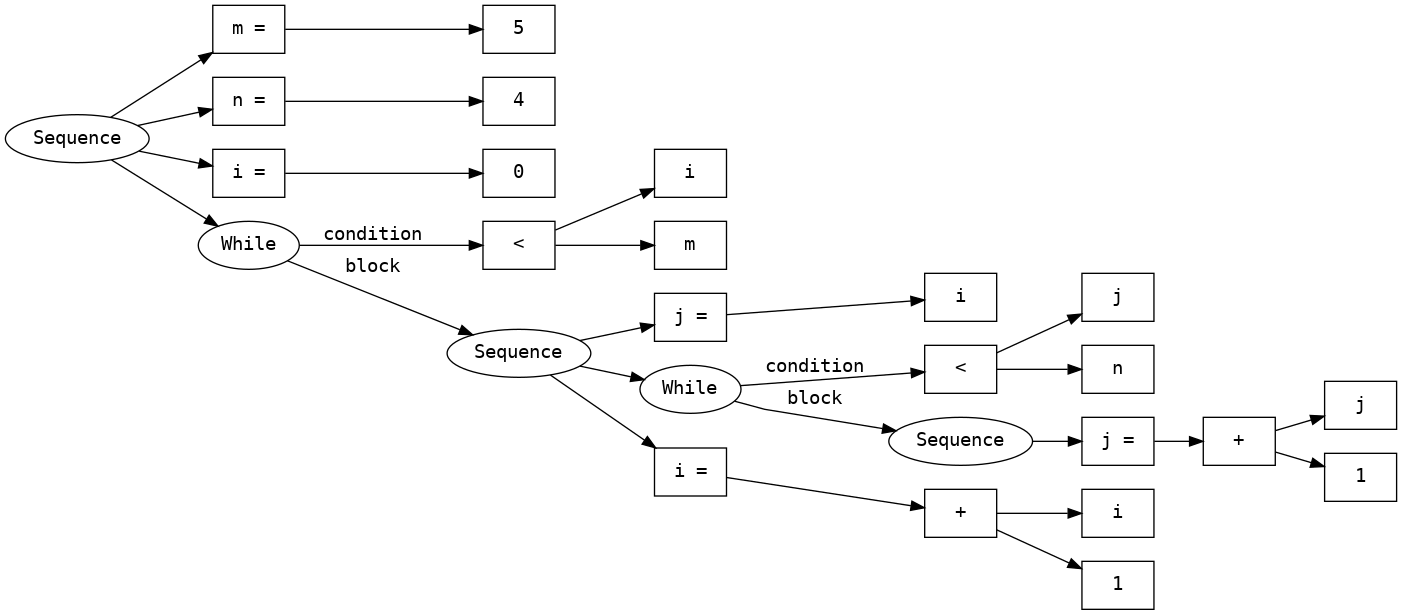 m =
5
n =
4
Sequence
i =
0
i
While
condition
<
m
block
j =
i
j
Sequence
While
condition
<
n
block
Sequence
j =
+
j
1
i =
+
i
1